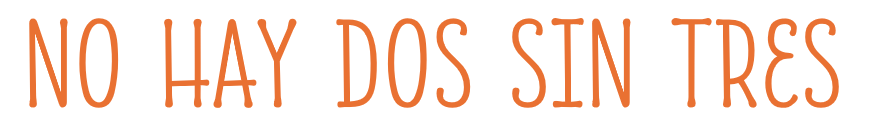 NO HAY DOS SIN TRES